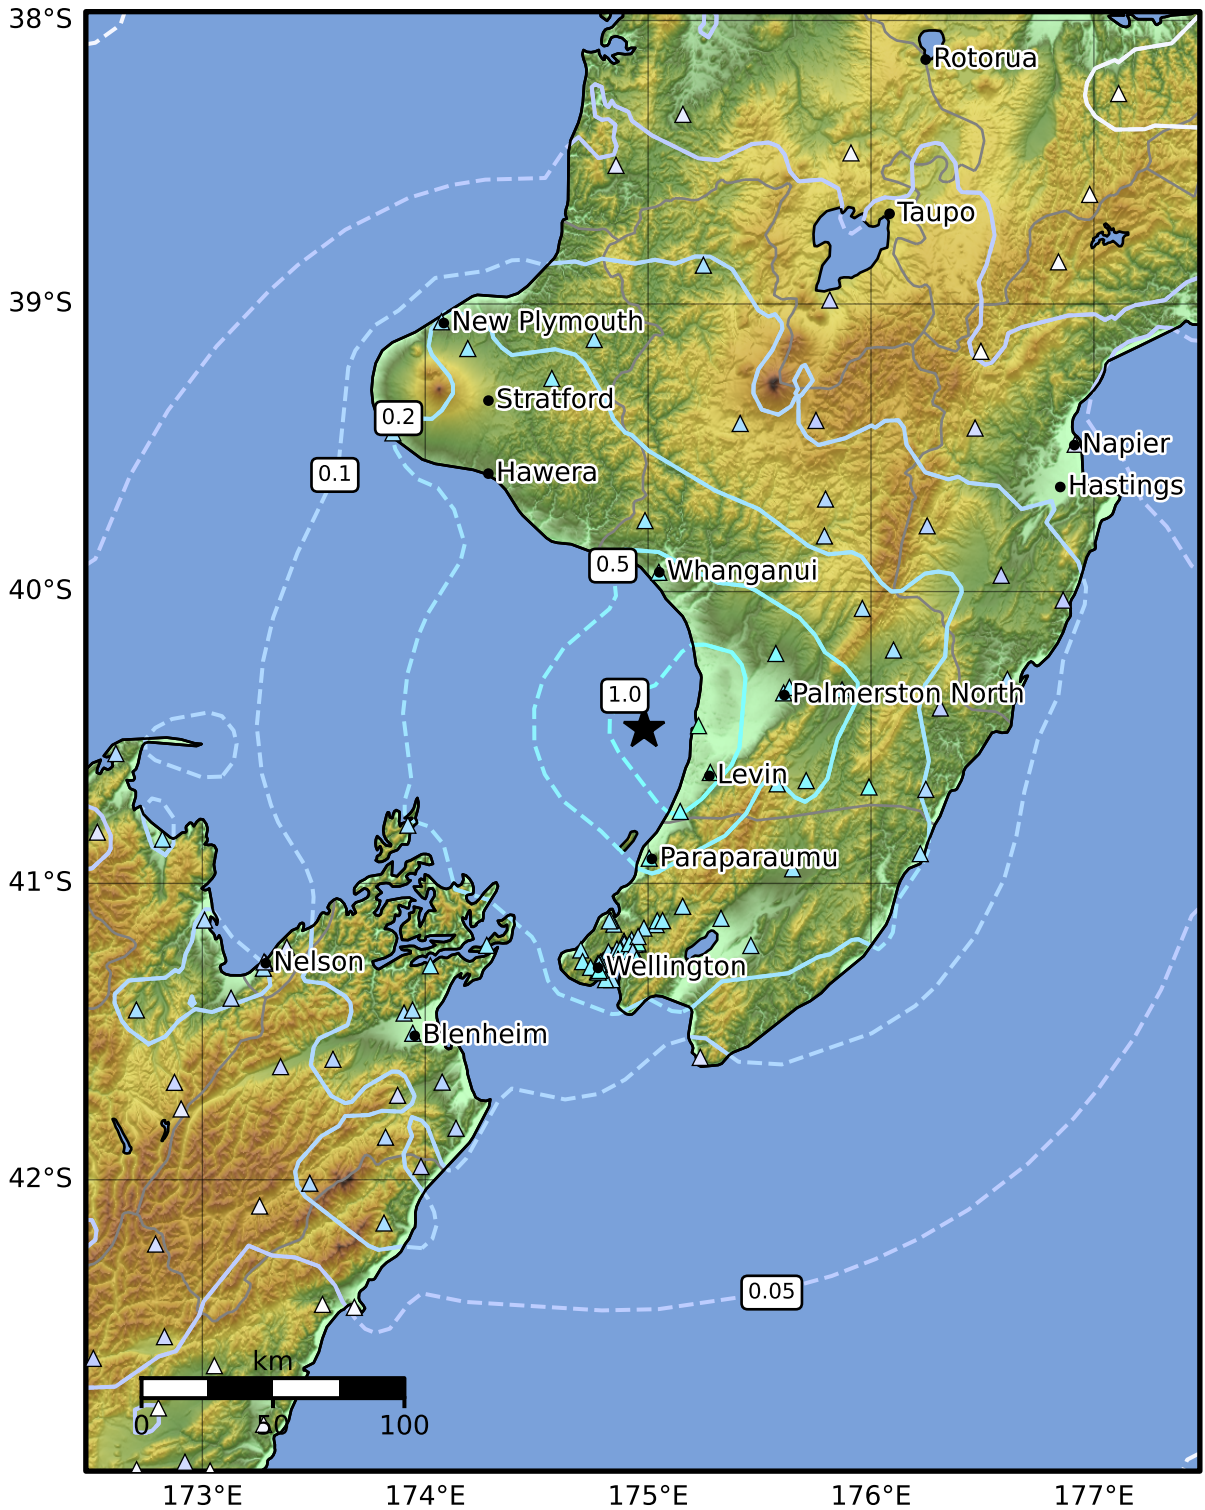 38°S
Rotorua
Taupo
39°S
New Plymouth
Stratford
0.2
Napier
0.1
Hawera
Hastings
0.5
Whanganui
40°S
1.0
Palmerston North
Levin
Paraparaumu
41°S
Nelson
Wellington
Blenheim
42°S
0.05
km
0 50 100
173°E 174°E 175°E 176°E 177°E